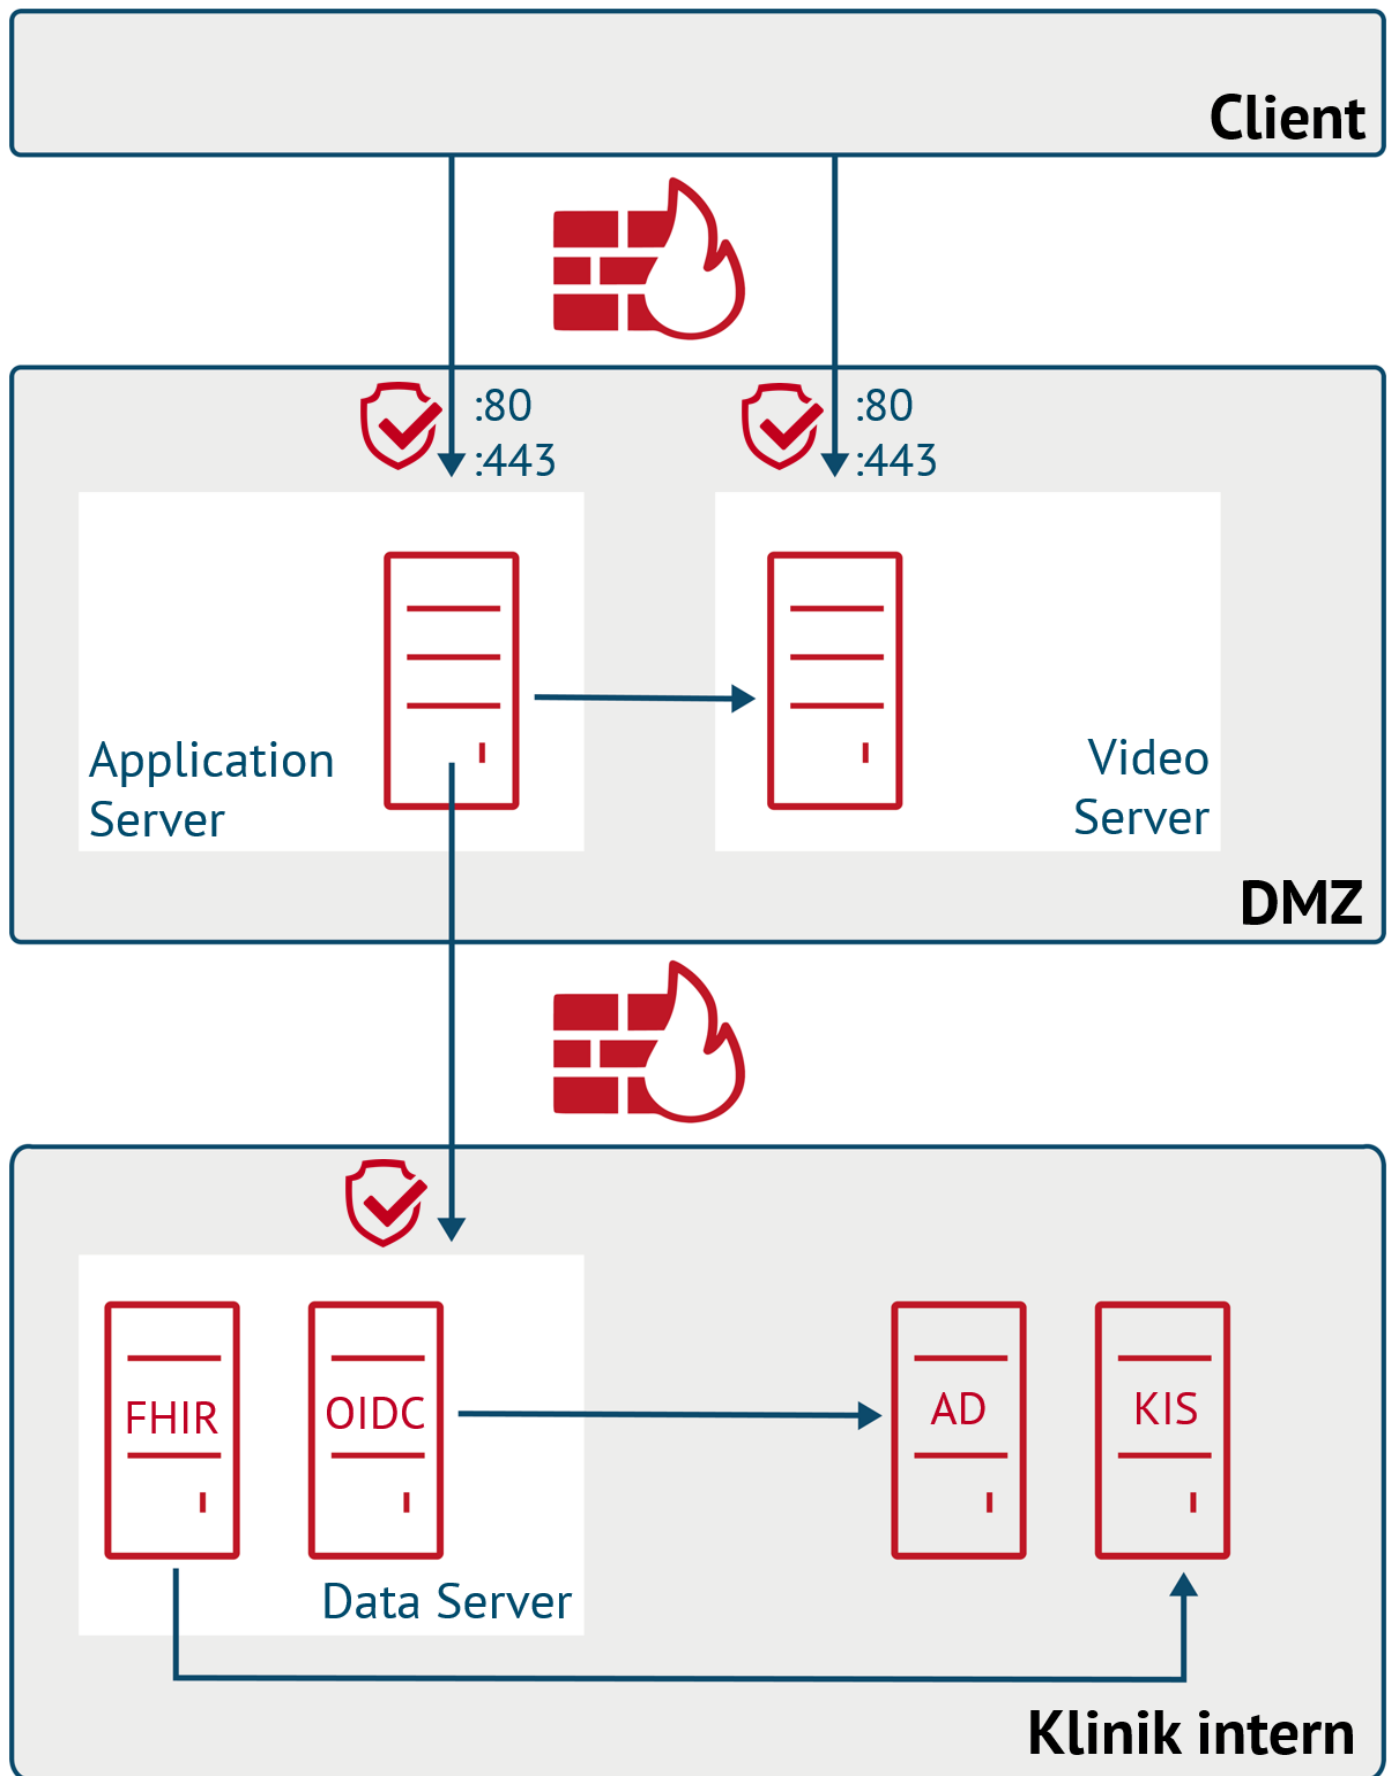 Client
:80
:443
:80
:443
Application
Server
Video
Server
DMZ
FHIR
OIDC
AD
KIS
Data Server
Klinik intern